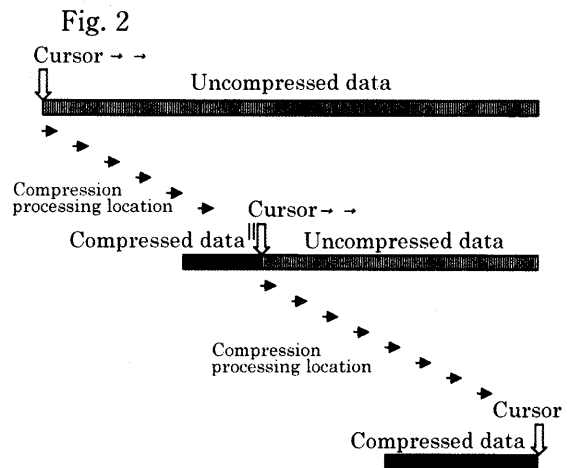 Fig. 2
Cursor → →
Uncompressed data
Compression
processing location
Cursor → →
Compressed data
Uncompressed data
Compression
processing location
Cursor
Compressed data